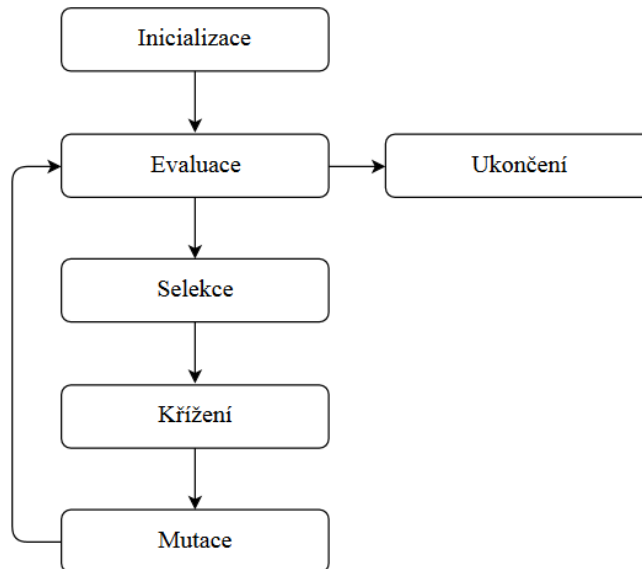 Inicializace
Evaluace
Ukončení
Selekce
Křížení
Mutace